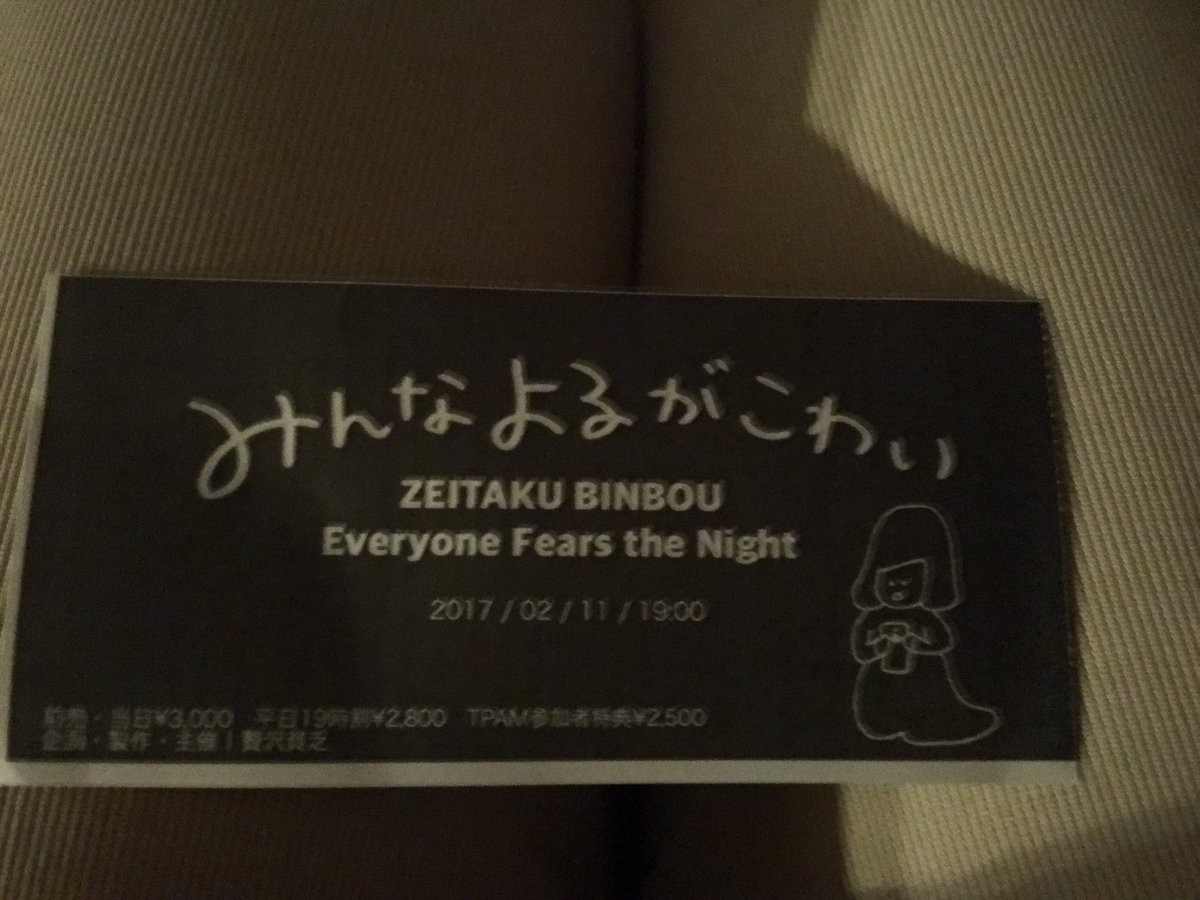 みんなよるがこわい
ZEITAKU BINBOU
Everyone Fears the Night
2017 / 02 / 11 / 19:00
前売・当日¥3,000 平日19時割¥2,800 TPAM参加者特典¥2,500
企画・製作・主催 | 贅沢貧乏